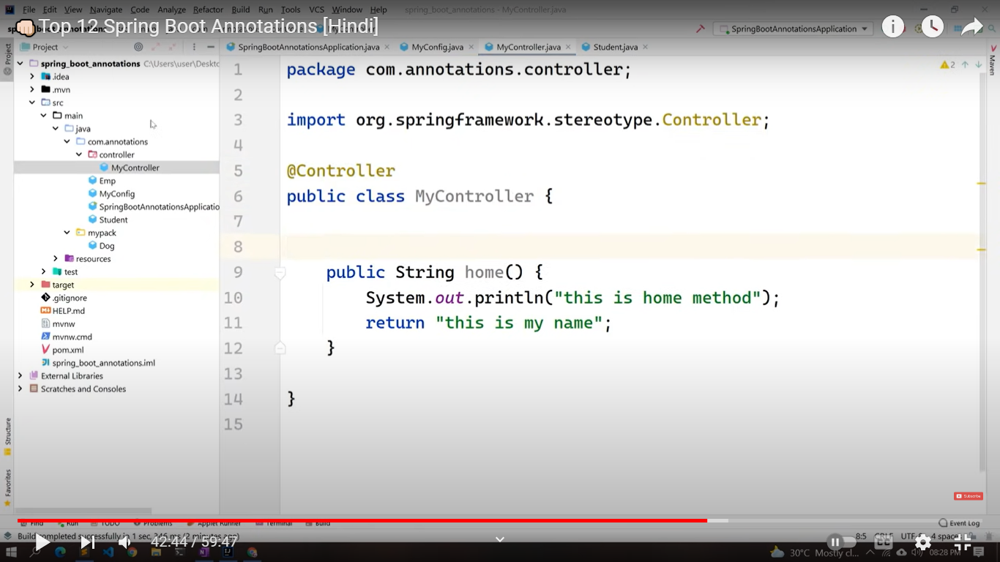 File Edit View Navigate Code Analyze Refactor Build Run Tools VCS Window Help spring_boot_annotations - MyController.java
Top 12 Spring Boot Annotations [Hindi]
SpringBootAnnotationsApplication
Project
SpringBootAnnotationsApplication.java
MyConfig.java
MyController.java
Student.java
Project
Maven
spring_boot_annotations C:\Users\user\Deskto
.idea
.mvn
src
main
java
com.annotations
controller
MyController
Emp
MyConfig
SpringBootAnnotationsApplicatio
Student
mypack
Dog
resources
test
target
.gitignore
HELP.md
mvnw
mvnw.cmd
pom.xml
spring_boot_annotations.iml
External Libraries
Scratches and Consoles
Structure
Favorites
2
1 package com.annotations.controller;
2
3 import org.springframework.stereotype.Controller;
4
5 @Controller
6 public class MyController {
7
8
9 public String home() {
10 System.out.println("this is home method");
11 return "this is my name";
12 }
13
14 }
15
Subscribe
Find Run TODO Problems Applet Runner Terminal Build Event Log
Build completed successfully in 1 sec, (2 minutes ago) 8:5 CRLF UTF-8 4 spaces
42:44 / 59:47
CC
30°C Mostly cl... 08:28 PM